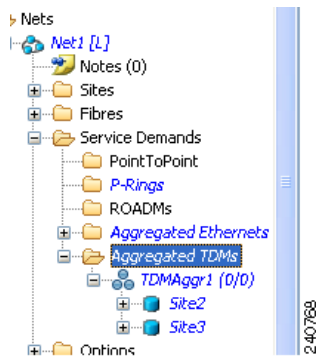 Nets
Net1 [L]
Notes (0)
Sites
Fibres
Service Demands
PointToPoint
P-Rings
ROADMs
Aggregated Ethernets
Aggregated TDMs
TDMAggr1 (0/0)
Site2
Site3
Options
240768